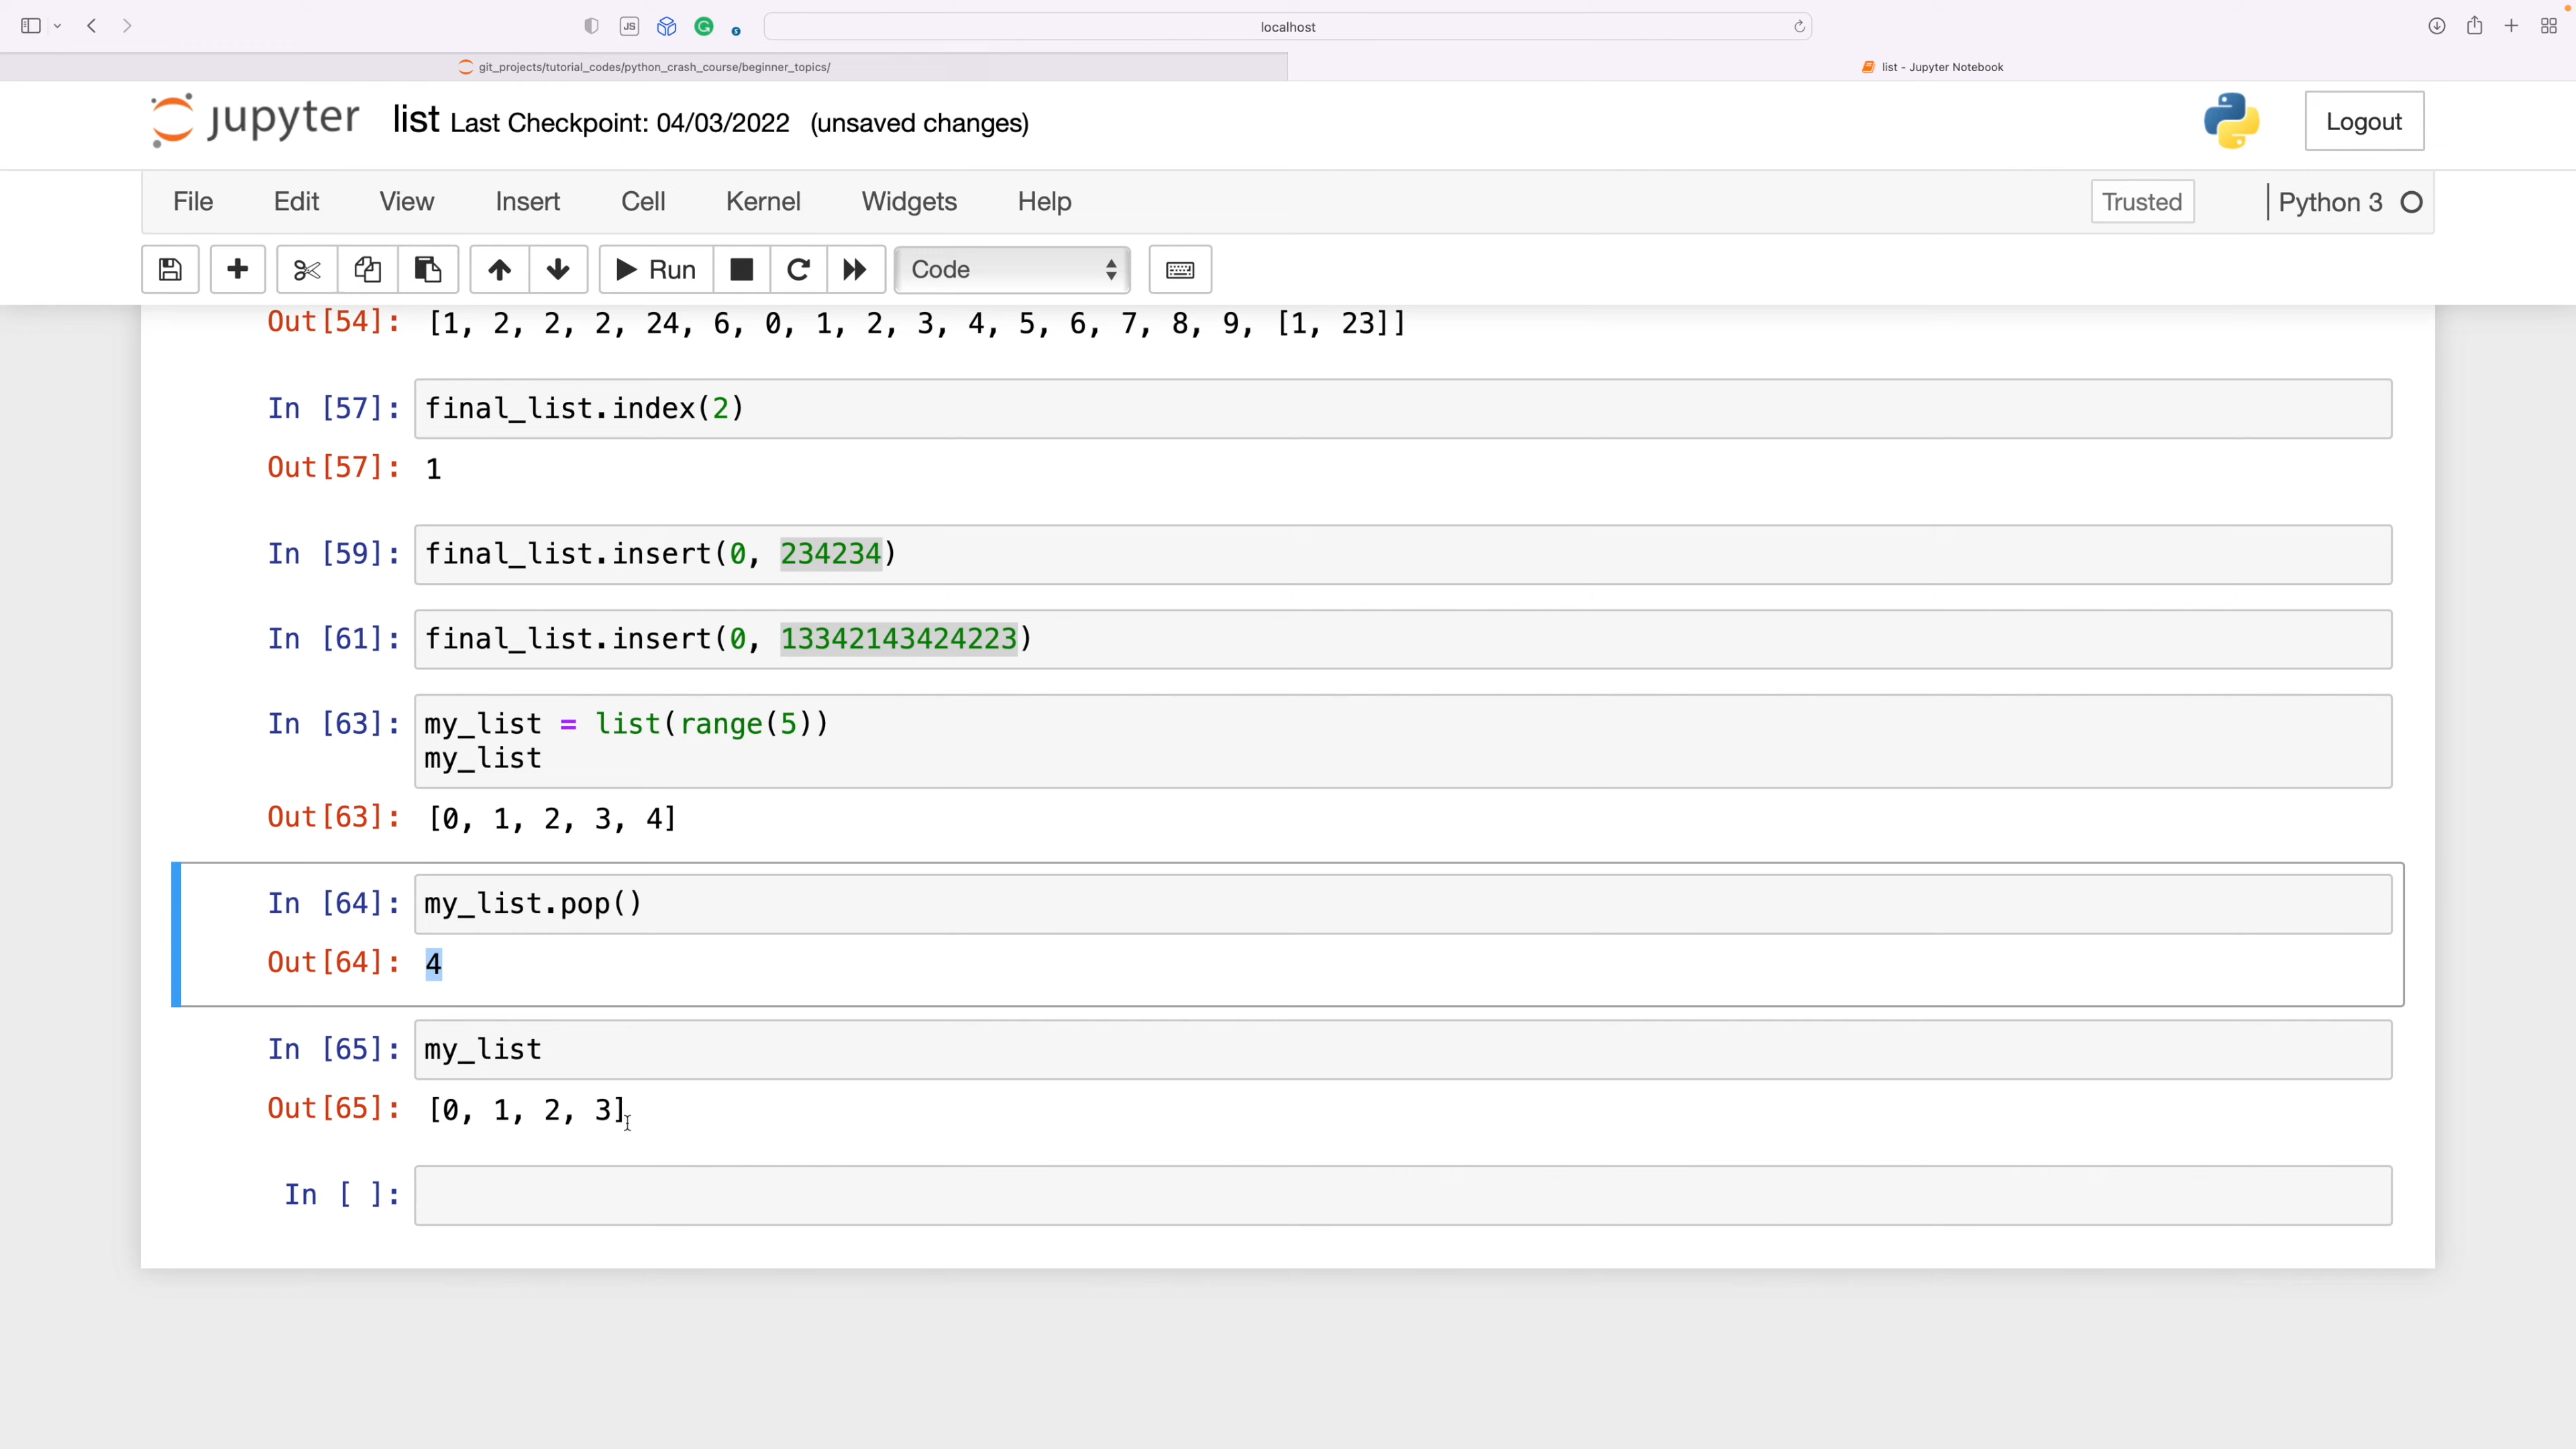 JS
localhost
git_projects/tutorial_codes/python_crash_course/beginner_topics/
list - Jupyter Notebook
jupyter list Last Checkpoint: 04/03/2022 (unsaved changes)
Logout
File Edit View Insert Cell Kernel Widgets Help Trusted Python 3
Run Code
Out[54]: [1, 2, 2, 2, 24, 6, 0, 1, 2, 3, 4, 5, 6, 7, 8, 9, [1, 23]]
In [57]: final_list.index(2)
Out[57]: 1
In [59]: final_list.insert(0, 234234)
In [61]: final_list.insert(0, 13342143424223)
In [63]: my_list = list(range(5))
my_list
Out[63]: [0, 1, 2, 3, 4]
In [64]: my_list.pop()
Out[64]: 4
In [65]: my_list
Out[65]: [0, 1, 2, 3]
In [ ]: